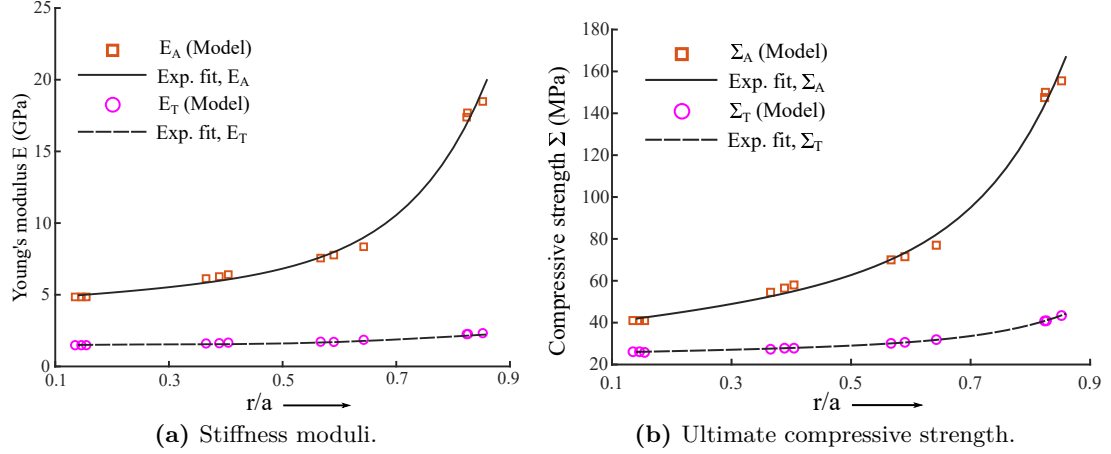 25
20
15
10
5
0
Young's modulus E (GPa)
E_A (Model)
Exp. fit, E_A
E_T (Model)
Exp. fit, E_T
0.1
0.3
0.5
0.7
0.9
r/a
(a) Stiffness moduli.
180
160
140
120
100
80
60
40
20
Compressive strength Σ (MPa)
Σ_A (Model)
Exp. fit, Σ_A
Σ_T (Model)
Exp. fit, Σ_T
0.1
0.3
0.5
0.7
0.9
r/a
(b) Ultimate compressive strength.